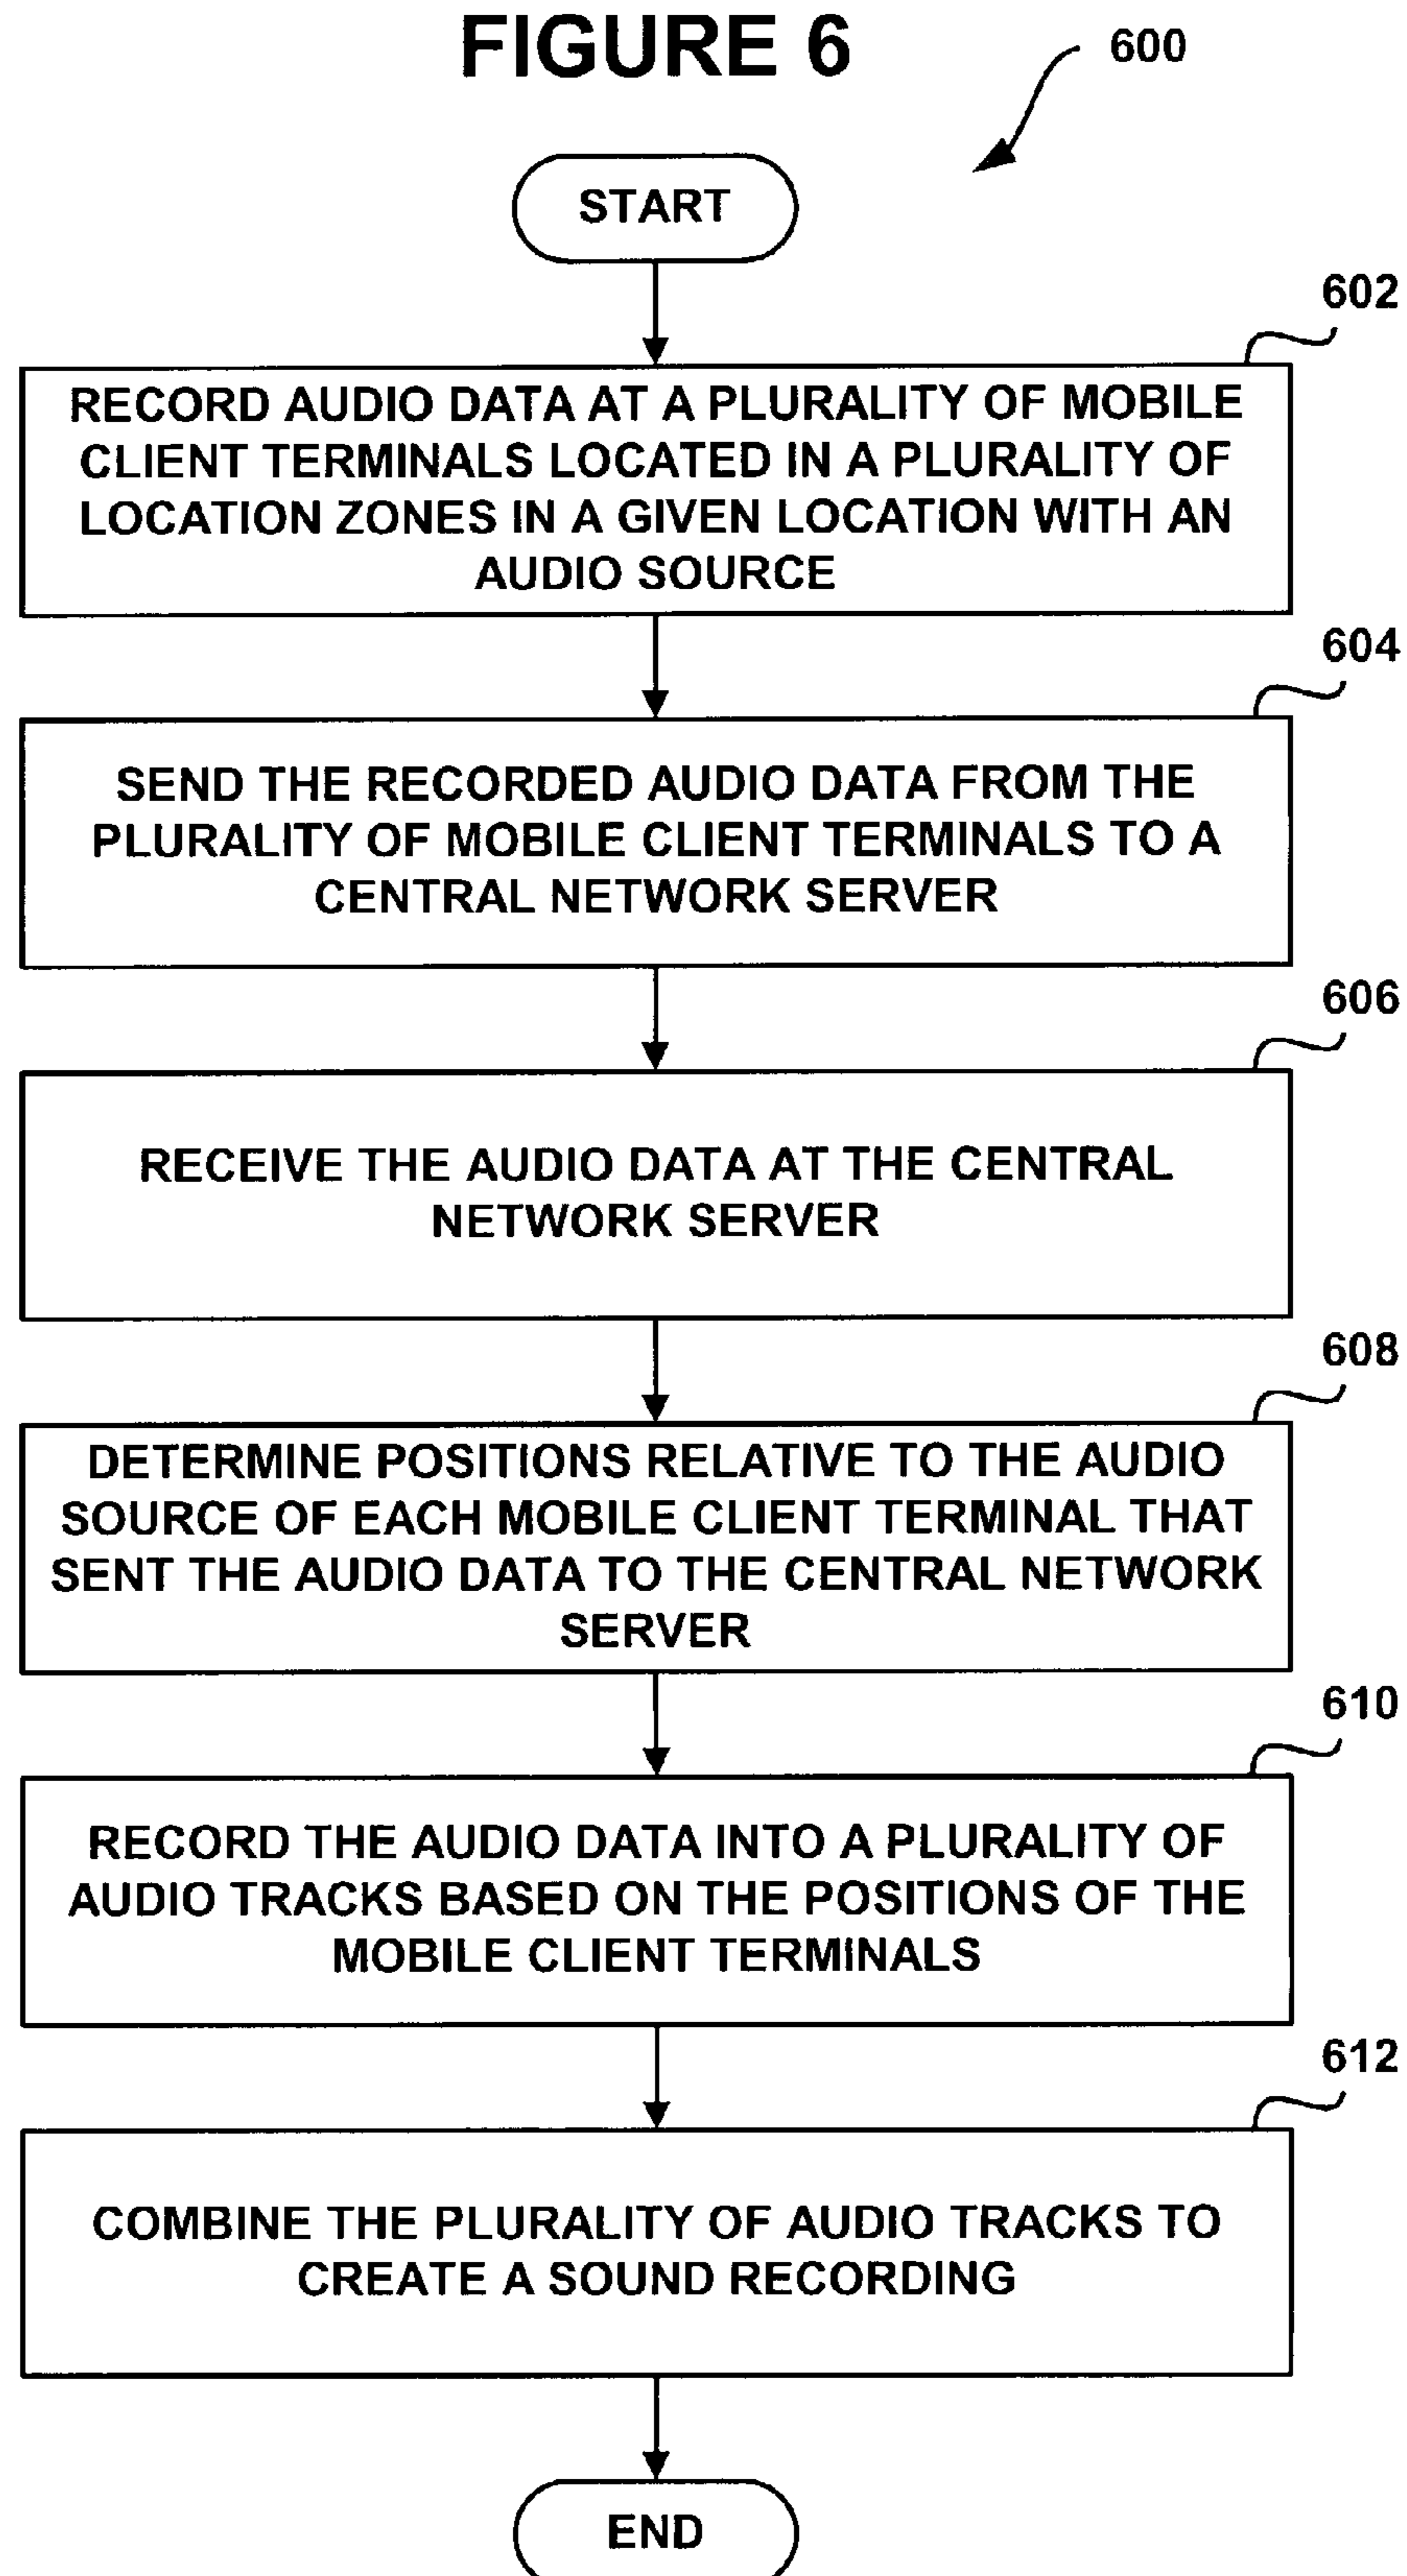 FIGURE 6
600
START
602
RECORD AUDIO DATA AT A PLURALITY OF MOBILE
CLIENT TERMINALS LOCATED IN A PLURALITY OF
LOCATION ZONES IN A GIVEN LOCATION WITH AN
AUDIO SOURCE
604
SEND THE RECORDED AUDIO DATA FROM THE
PLURALITY OF MOBILE CLIENT TERMINALS TO A
CENTRAL NETWORK SERVER
606
RECEIVE THE AUDIO DATA AT THE CENTRAL
NETWORK SERVER
608
DETERMINE POSITIONS RELATIVE TO THE AUDIO
SOURCE OF EACH MOBILE CLIENT TERMINAL THAT
SENT THE AUDIO DATA TO THE CENTRAL NETWORK
SERVER
610
RECORD THE AUDIO DATA INTO A PLURALITY OF
AUDIO TRACKS BASED ON THE POSITIONS OF THE
MOBILE CLIENT TERMINALS
612
COMBINE THE PLURALITY OF AUDIO TRACKS TO
CREATE A SOUND RECORDING
END